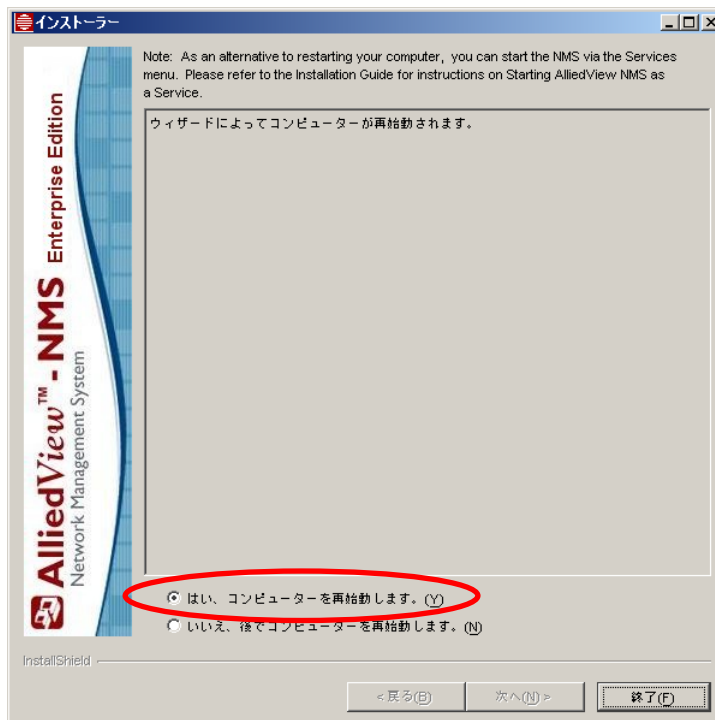 インストーラー
Note: As an alternative to restarting your computer, you can start the NMS via the Services
menu. Please refer to the Installation Guide for instructions on Starting AlliedView NMS as
a Service.
ウィザードによってコンピューターが再始動されます。
AlliedView™ - NMS Enterprise Edition
Network Management System
はい、コンピューターを再始動します。(Y)
いいえ、後でコンピューターを再始動します。(N)
InstallShield
< 戻る(B)
次へ(N) >
終了(F)